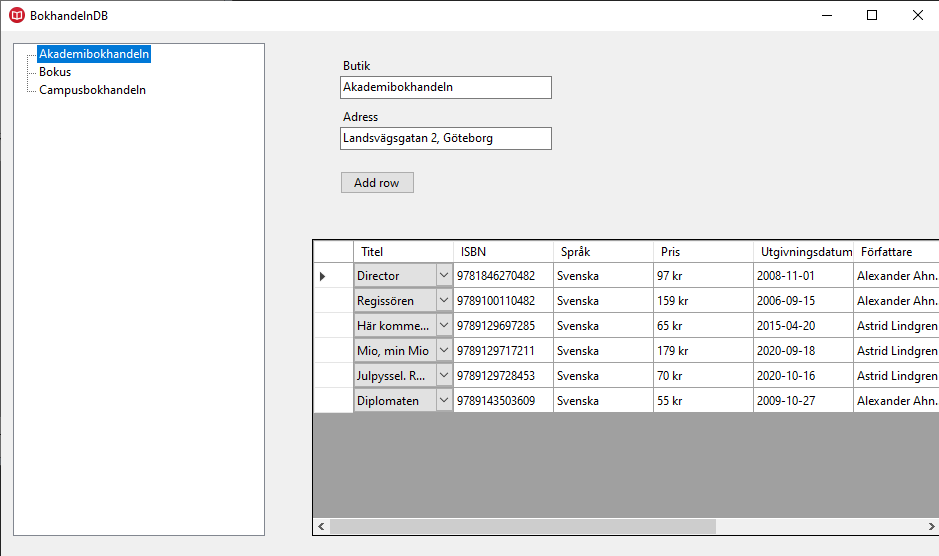 BokhandelnDB
Akademibokhandeln
Bokus
Campusbokhandeln
Butik
Akademibokhandeln
Adress
Landsvägsgatan 2, Göteborg
Add row
Titel ISBN Språk Pris Utgivningsdatum Författare
Director 9781846270482 Svenska 97 kr 2008-11-01 Alexander Ahn.
Regissören 9789100110482 Svenska 159 kr 2006-09-15 Alexander Ahn.
Här komme... 9789129697285 Svenska 65 kr 2015-04-20 Astrid Lindgren
Mio, min Mio 9789129717211 Svenska 179 kr 2020-09-18 Astrid Lindgren
Julpyssel. R... 9789129728453 Svenska 70 kr 2020-10-16 Astrid Lindgren
Diplomaten 9789143503609 Svenska 55 kr 2009-10-27 Alexander Ahn.